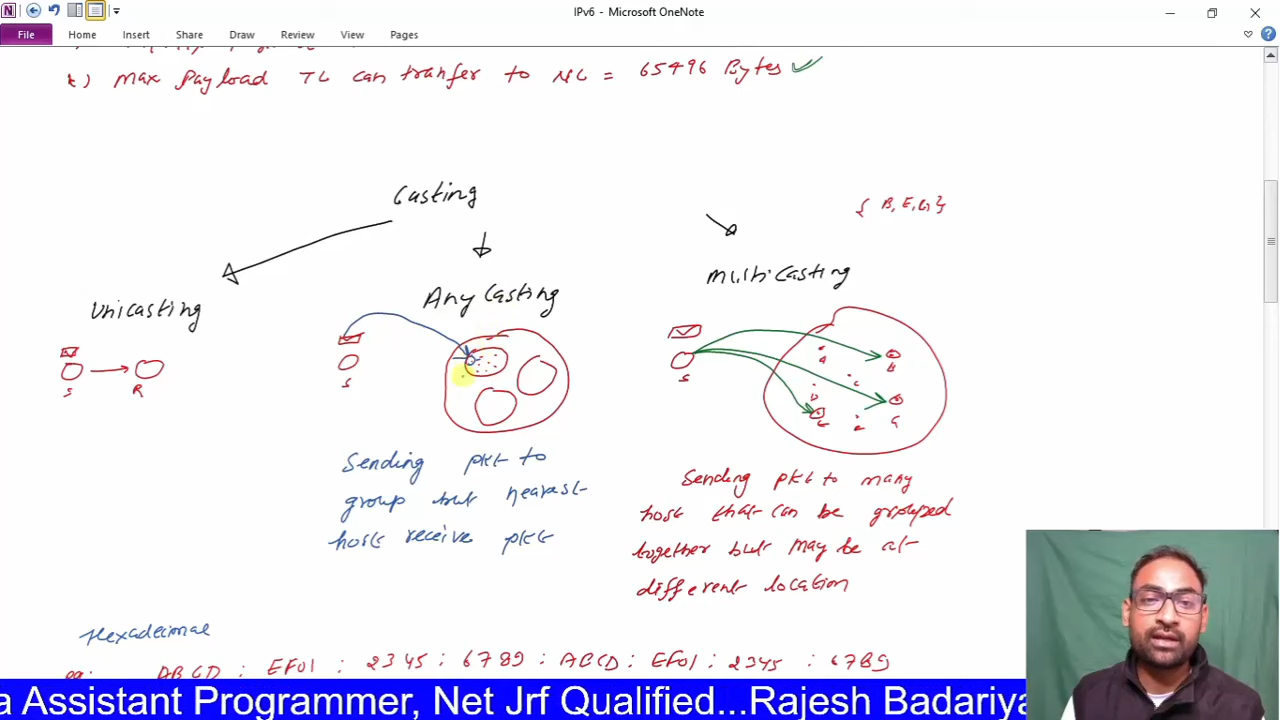 IPv6 - Microsoft OneNote
File Home Insert Share Draw Review View Pages
k) Max Payload TL can tranfer to NL = 65496 Bytes
Casting
{ B, E, G }
Unicasting
Any Casting
Multicasting
S R
S
S
A B
C
D
E
G
Sending pkt to
group but nearest
host receive pkt
Sending pkt to many
host that can be grouped
together but may be at
different location
Hexadecimal
eg: ABCD : EF01 : 2345 : 6789 : ABCD : EF01 : 2345 : 6789
a Assistant Programmer, Net Jrf Qualified...Rajesh Badariya